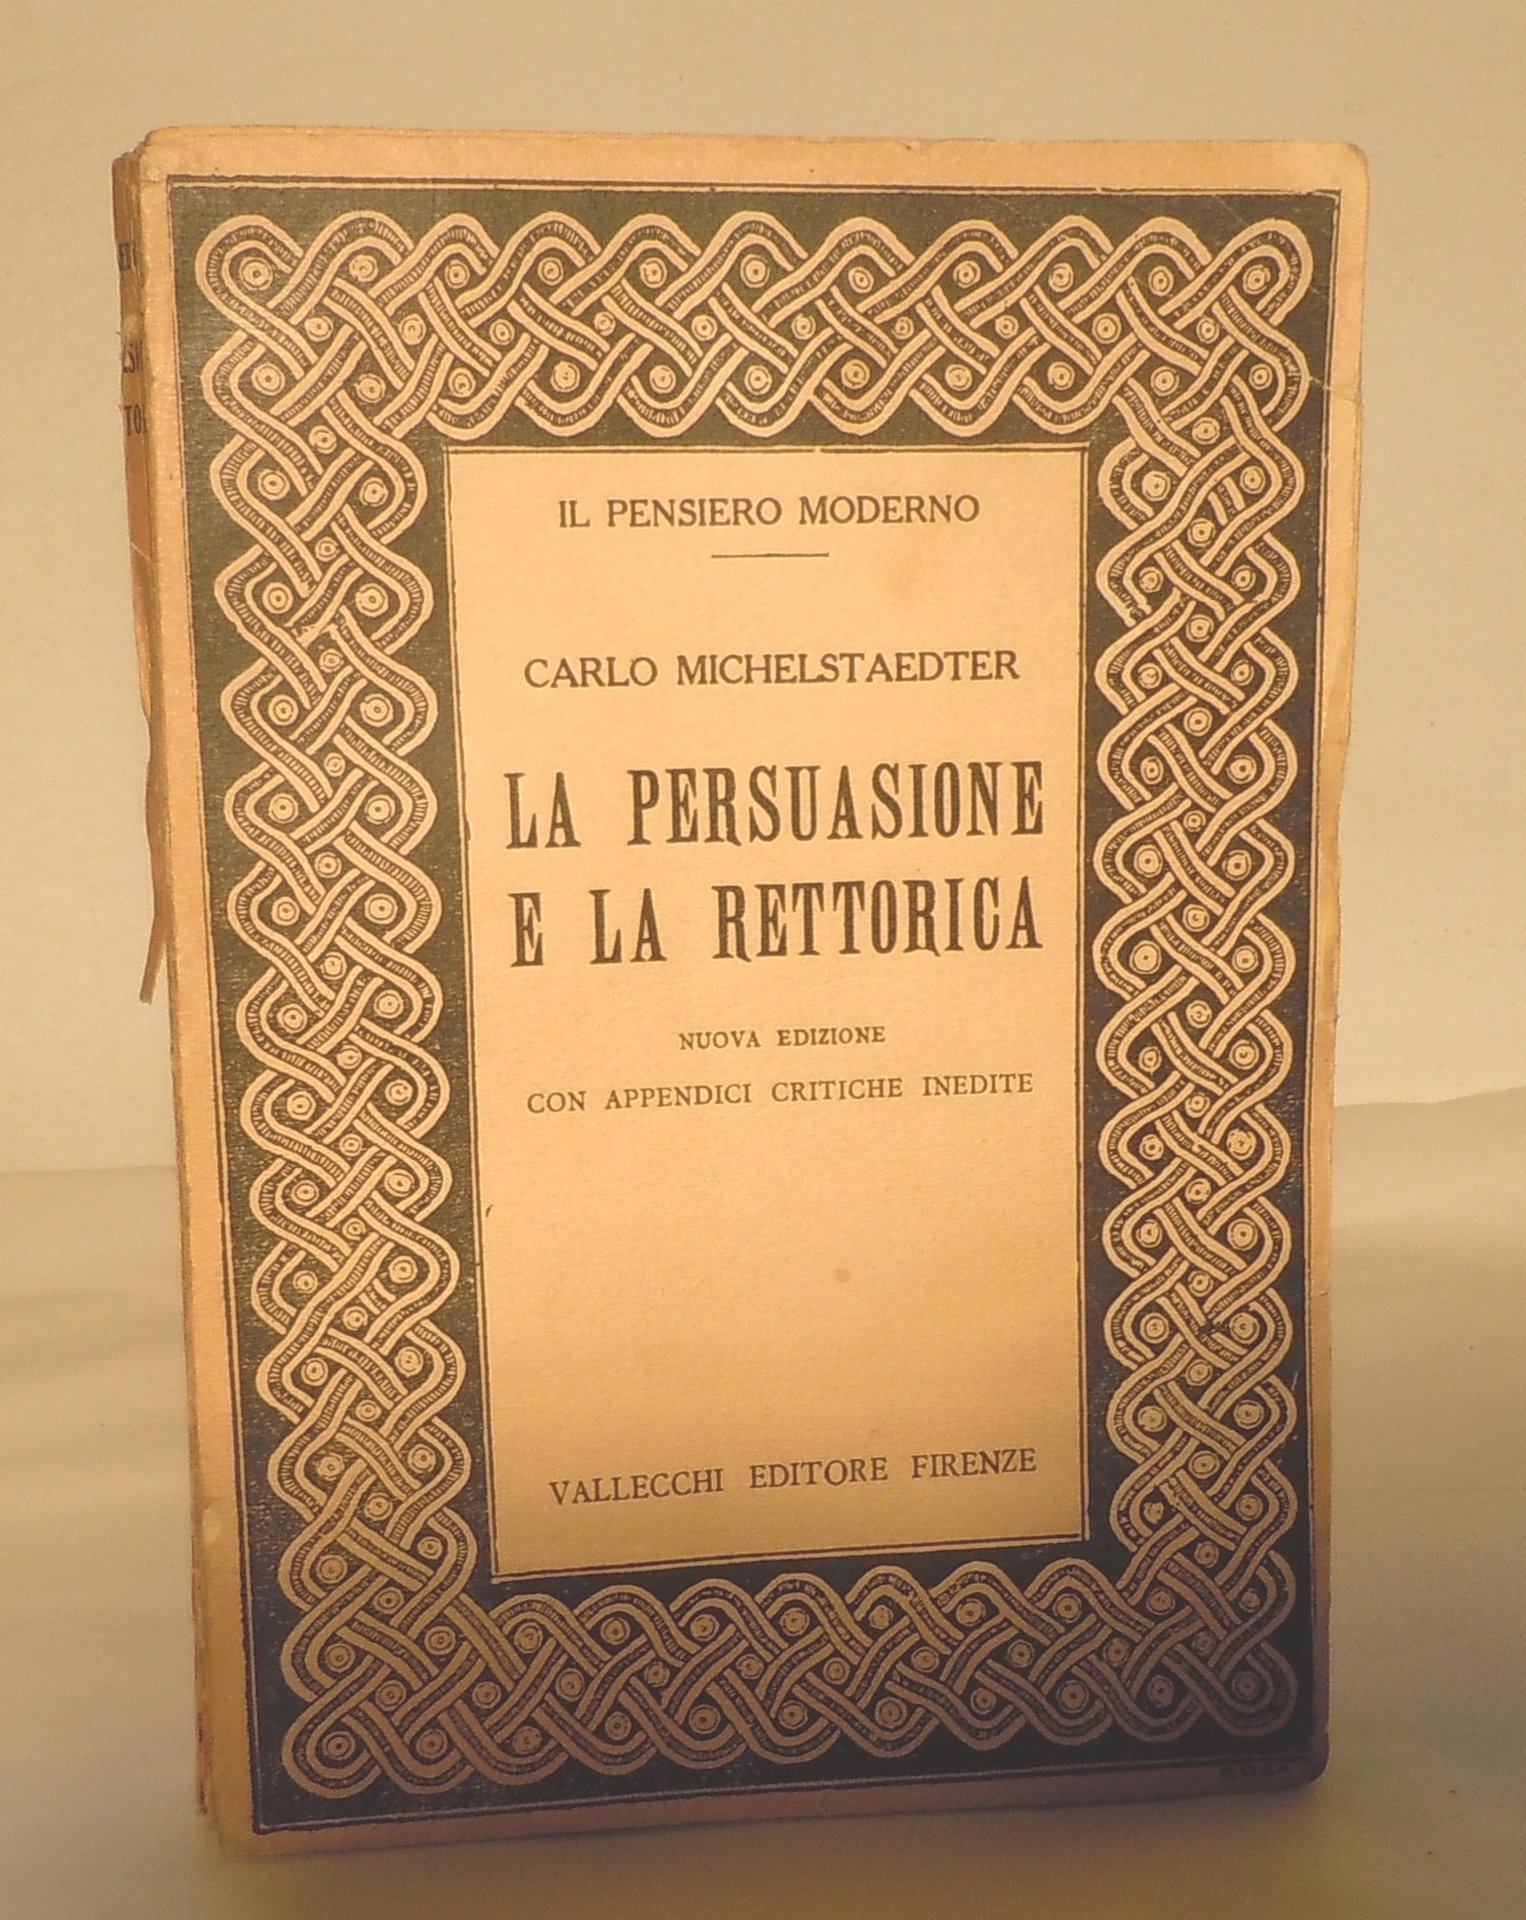 IL PENSIERO MODERNO
CARLO MICHELSTAEDTER
LA PERSUASIONE
E LA RETTORICA
NUOVA EDIZIONE
CON APPENDICI CRITICHE INEDITE
VALLECCHI EDITORE FIRENZE